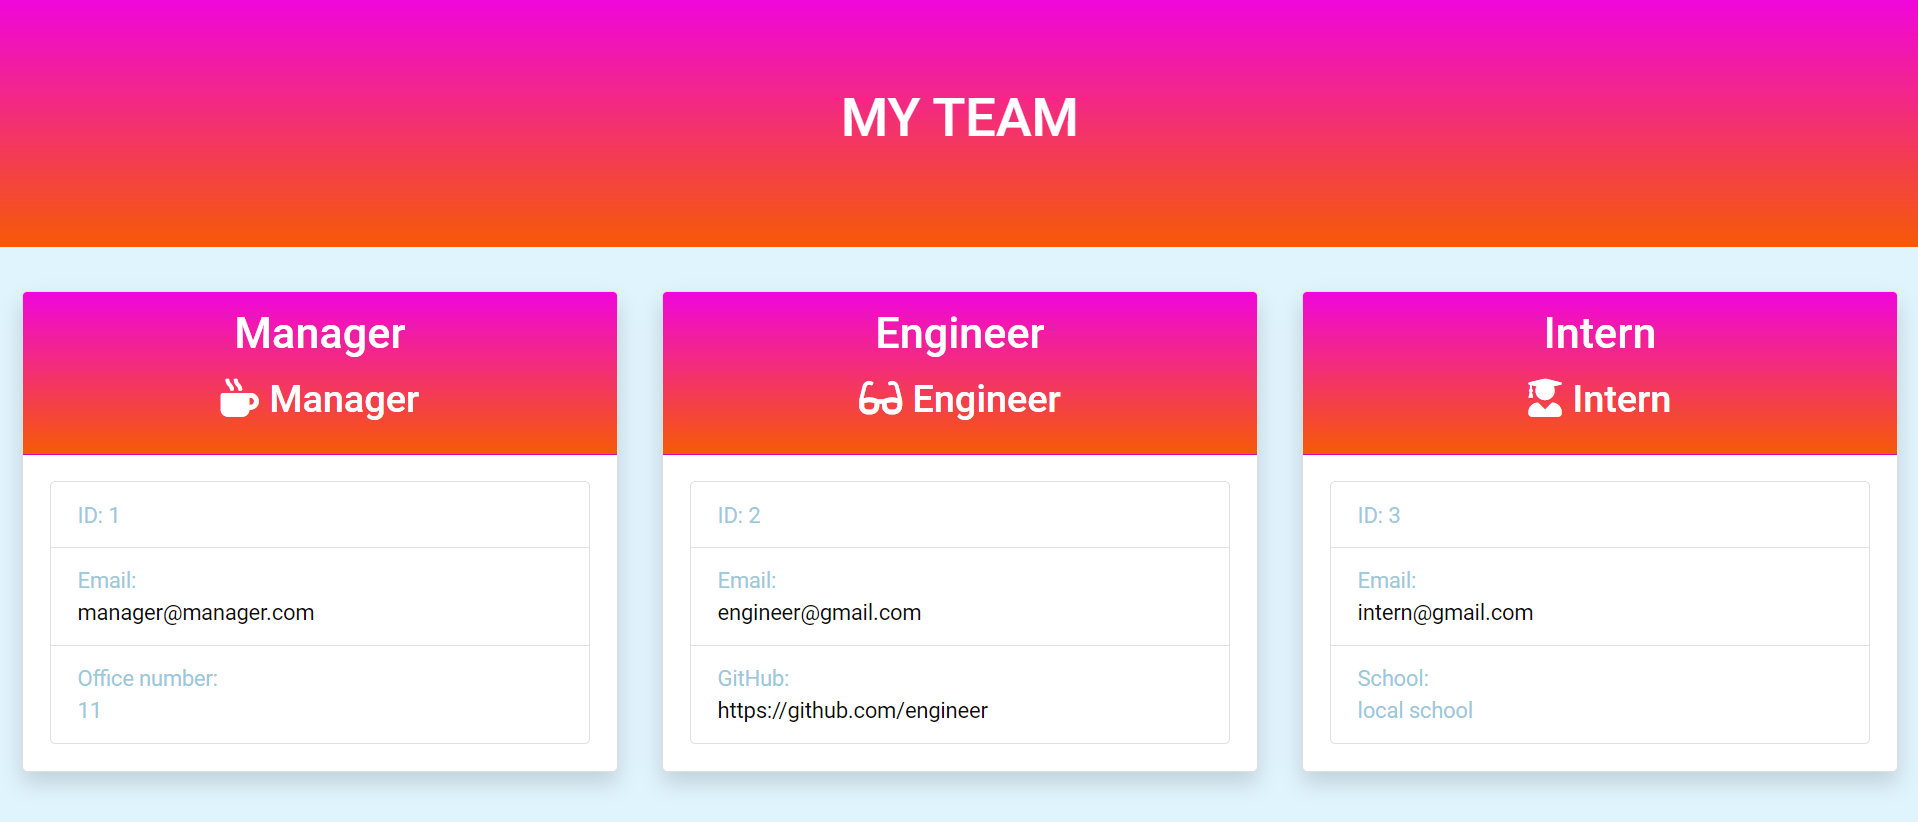 MY TEAM
Manager
Manager
ID: 1
Email:
manager@manager.com
Office number:
11
Engineer
Engineer
ID: 2
Email:
engineer@gmail.com
GitHub:
https://github.com/engineer
Intern
Intern
ID: 3
Email:
intern@gmail.com
School:
local school